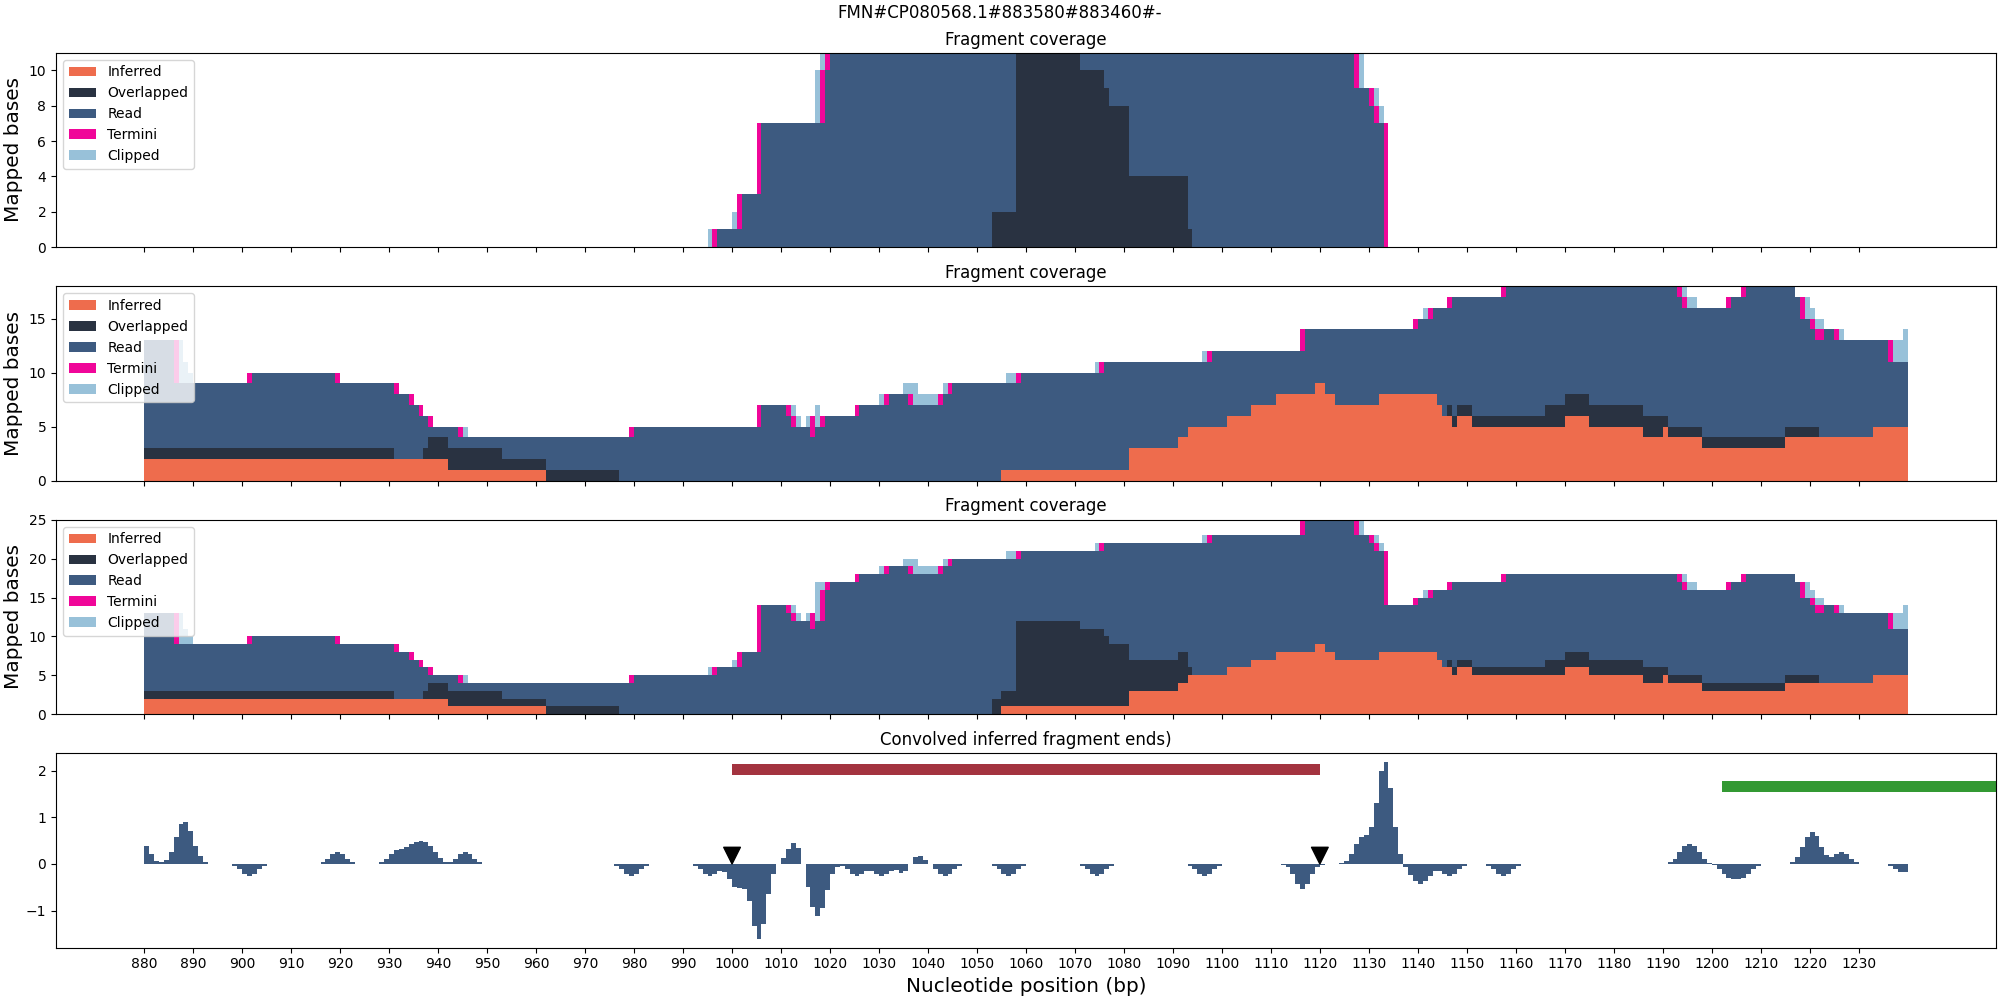 FMN#CP080568.1#883580#883460#-
Fragment coverage
Mapped bases
10
8
6
4
2
0
Inferred
Overlapped
Read
Termini
Clipped
Fragment coverage
Mapped bases
15
10
5
0
Inferred
Overlapped
Read
Termini
Clipped
Fragment coverage
Mapped bases
25
20
15
10
5
0
Inferred
Overlapped
Read
Termini
Clipped
Convolved inferred fragment ends)
2
1
0
−1
880 890 900 910 920 930 940 950 960 970 980 990 1000 1010 1020 1030 1040 1050 1060 1070 1080 1090 1100 1110 1120 1130 1140 1150 1160 1170 1180 1190 1200 1210 1220 1230
Nucleotide position (bp)